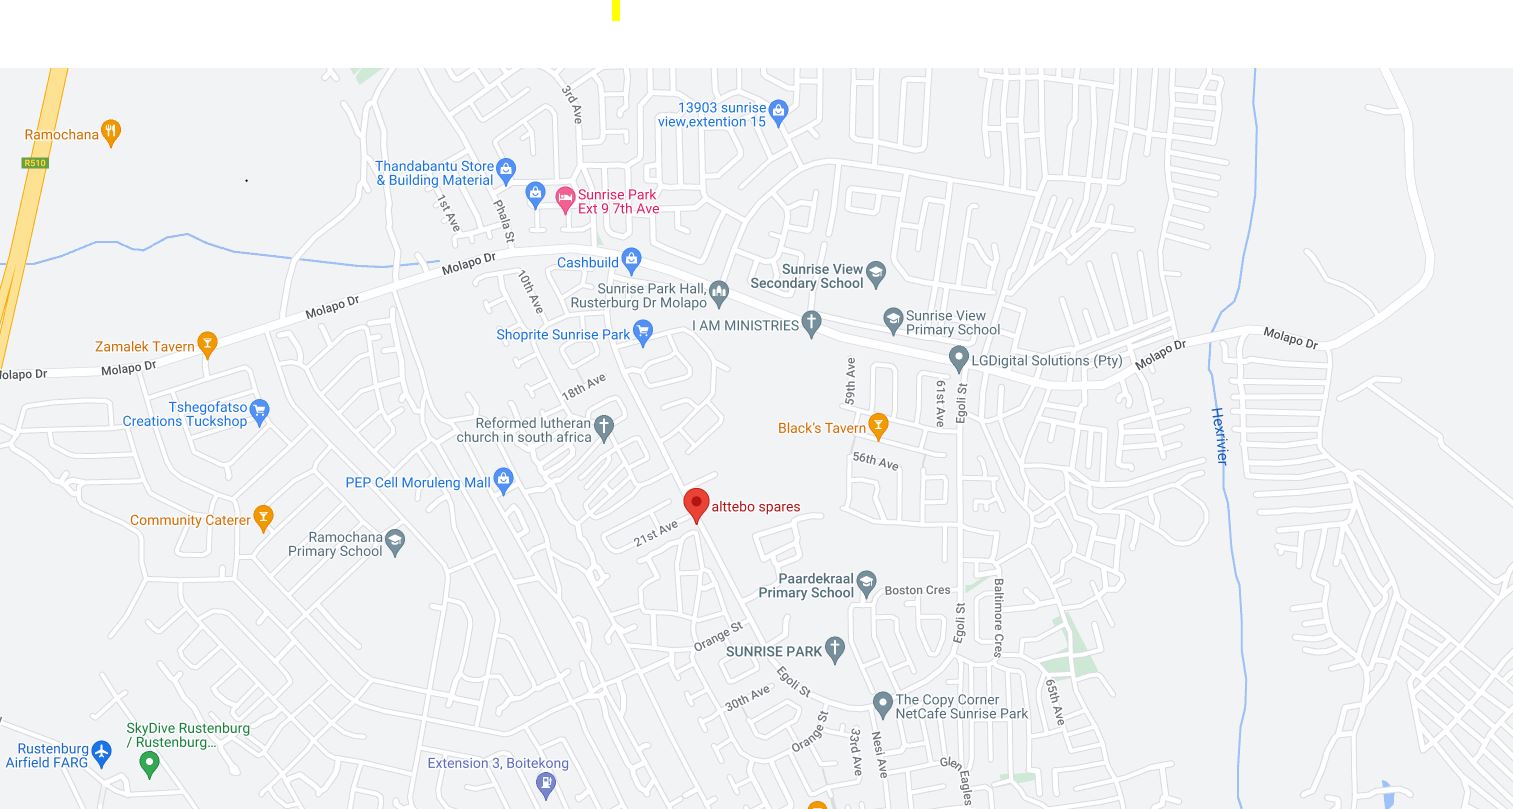 3rd Ave
13903 sunrise
view,extention 15
Ramochana
R510
Thandabantu Store
& Building Material
Sunrise Park
Ext 9 7th Ave
1st Ave
Phala St
Molapo Dr
Cashbuild
Sunrise View
Secondary School
10th Ave
Sunrise Park Hall,
Rusterburg Dr Molapo
Molapo Dr
I AM MINISTRIES
Sunrise View
Primary School
Shoprite Sunrise Park
Zamalek Tavern
Molapo Dr
Molapo Dr
LGDigital Solutions (Pty)
Molapo Dr
Molapo Dr
18th Ave
59th Ave
61st Ave
Egoli St
Tshegofatso
Creations Tuckshop
Reformed lutheran
church in south africa
Black's Tavern
Hexrivier
56th Ave
PEP Cell Moruleng Mall
alttebo spares
Community Caterer
21st Ave
Ramochana
Primary School
Paardekraal
Primary School
Boston Cres
Baltimore Cres
Egoli St
Orange St
SUNRISE PARK
Egoli St
30th Ave
65th Ave
The Copy Corner
NetCafe Sunrise Park
Orange St
33rd Ave
Nesi Ave
Glen Eagles
SkyDive Rustenburg
/ Rustenburg...
Rustenburg
Airfield FARG
Extension 3, Boitekong